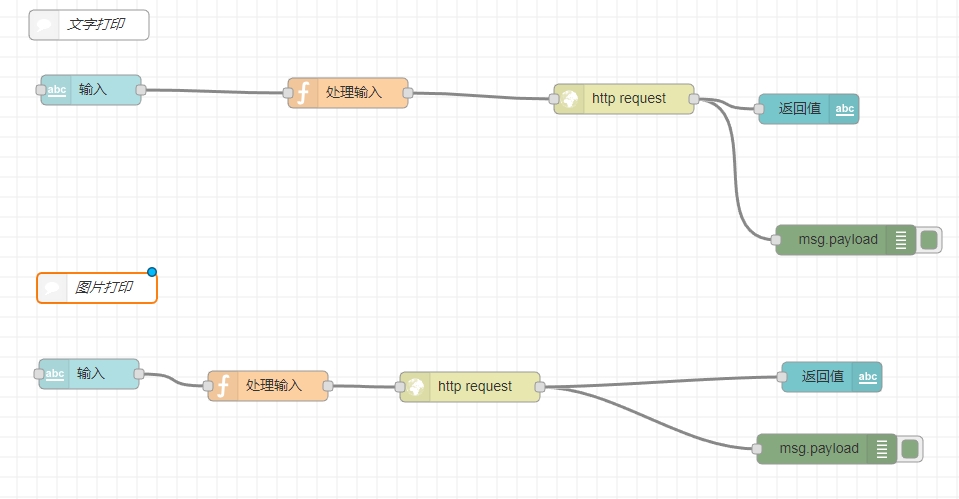 文字打印
abc 输入
处理输入
http request
返回值 abc
msg.payload
图片打印
abc 输入
处理输入
http request
返回值 abc
msg.payload